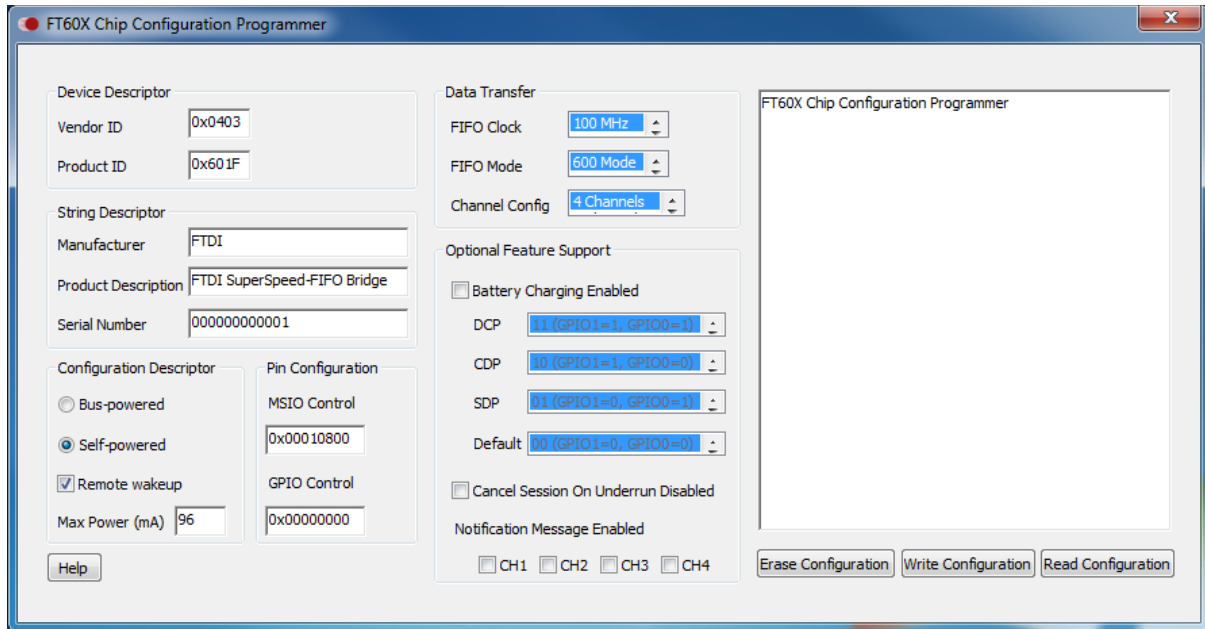 FT60X Chip Configuration Programmer
Device Descriptor
Vendor ID 0x0403
Product ID 0x601F
String Descriptor
Manufacturer FTDI
Product Description FTDI SuperSpeed-FIFO Bridge
Serial Number 000000000001
Configuration Descriptor
Bus-powered
Self-powered
Remote wakeup
Max Power (mA) 96
Pin Configuration
MSIO Control
0x00010800
GPIO Control
0x00000000
Help
Data Transfer
FIFO Clock 100 MHz
FIFO Mode 600 Mode
Channel Config 4 Channels
Optional Feature Support
Battery Charging Enabled
DCP 11 (GPIO1=1, GPIO0=1)
CDP 10 (GPIO1=1, GPIO0=0)
SDP 01 (GPIO1=0, GPIO0=1)
Default 00 (GPIO1=0, GPIO0=0)
Cancel Session On Underrun Disabled
Notification Message Enabled
CH1 CH2 CH3 CH4
FT60X Chip Configuration Programmer
Erase Configuration Write Configuration Read Configuration